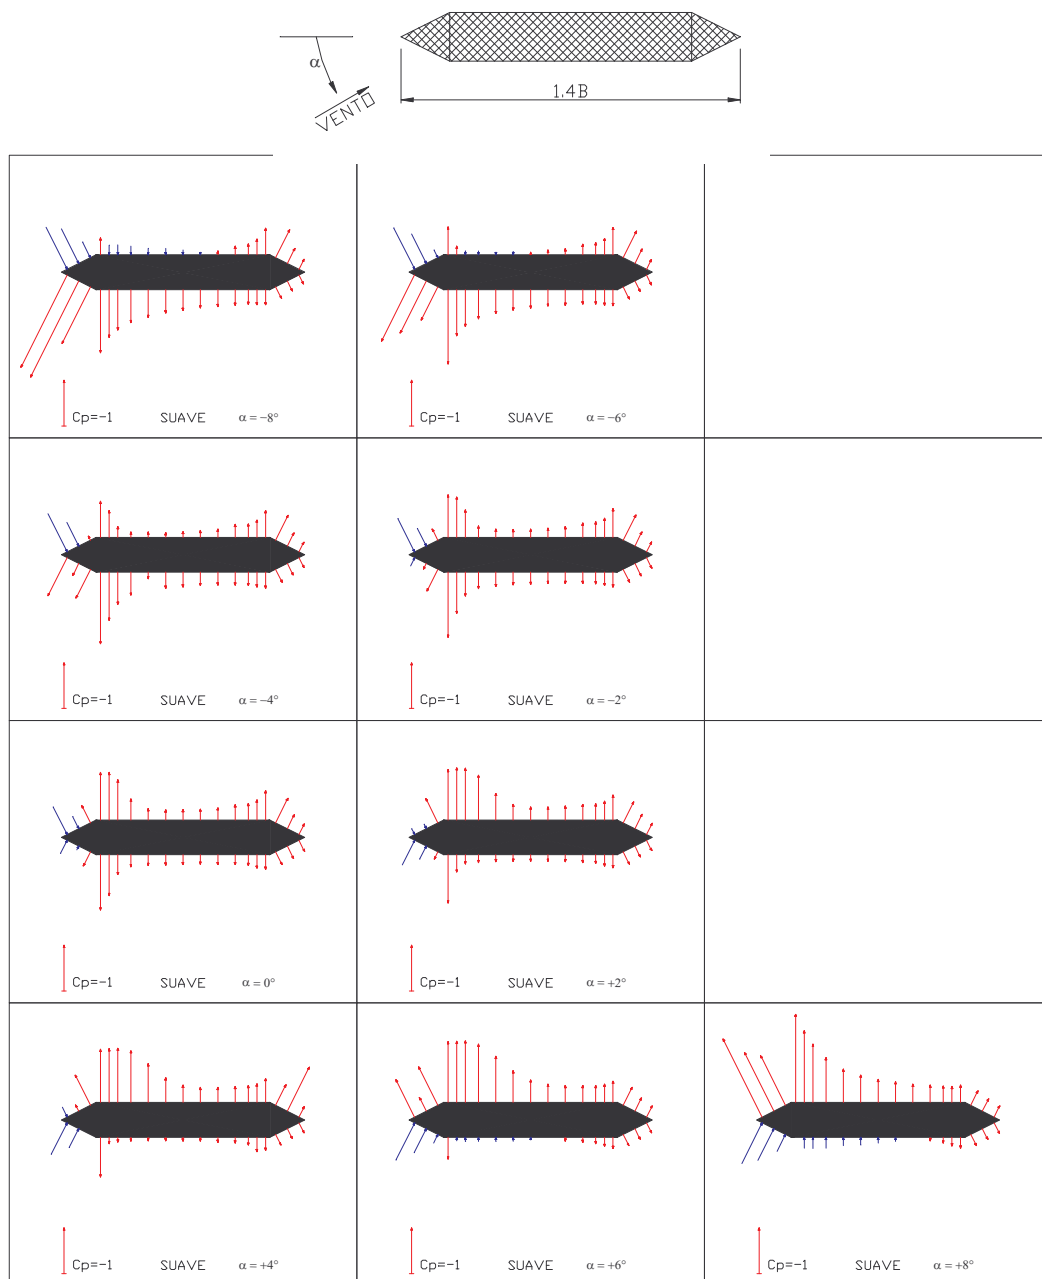 α
VENTO
1.4B
Cp=-1 SUAVE α = -8°
Cp=-1 SUAVE α = -6°
Cp=-1 SUAVE α = -4°
Cp=-1 SUAVE α = -2°
Cp=-1 SUAVE α = 0°
Cp=-1 SUAVE α = +2°
Cp=-1 SUAVE α = +4°
Cp=-1 SUAVE α = +6°
Cp=-1 SUAVE α = +8°